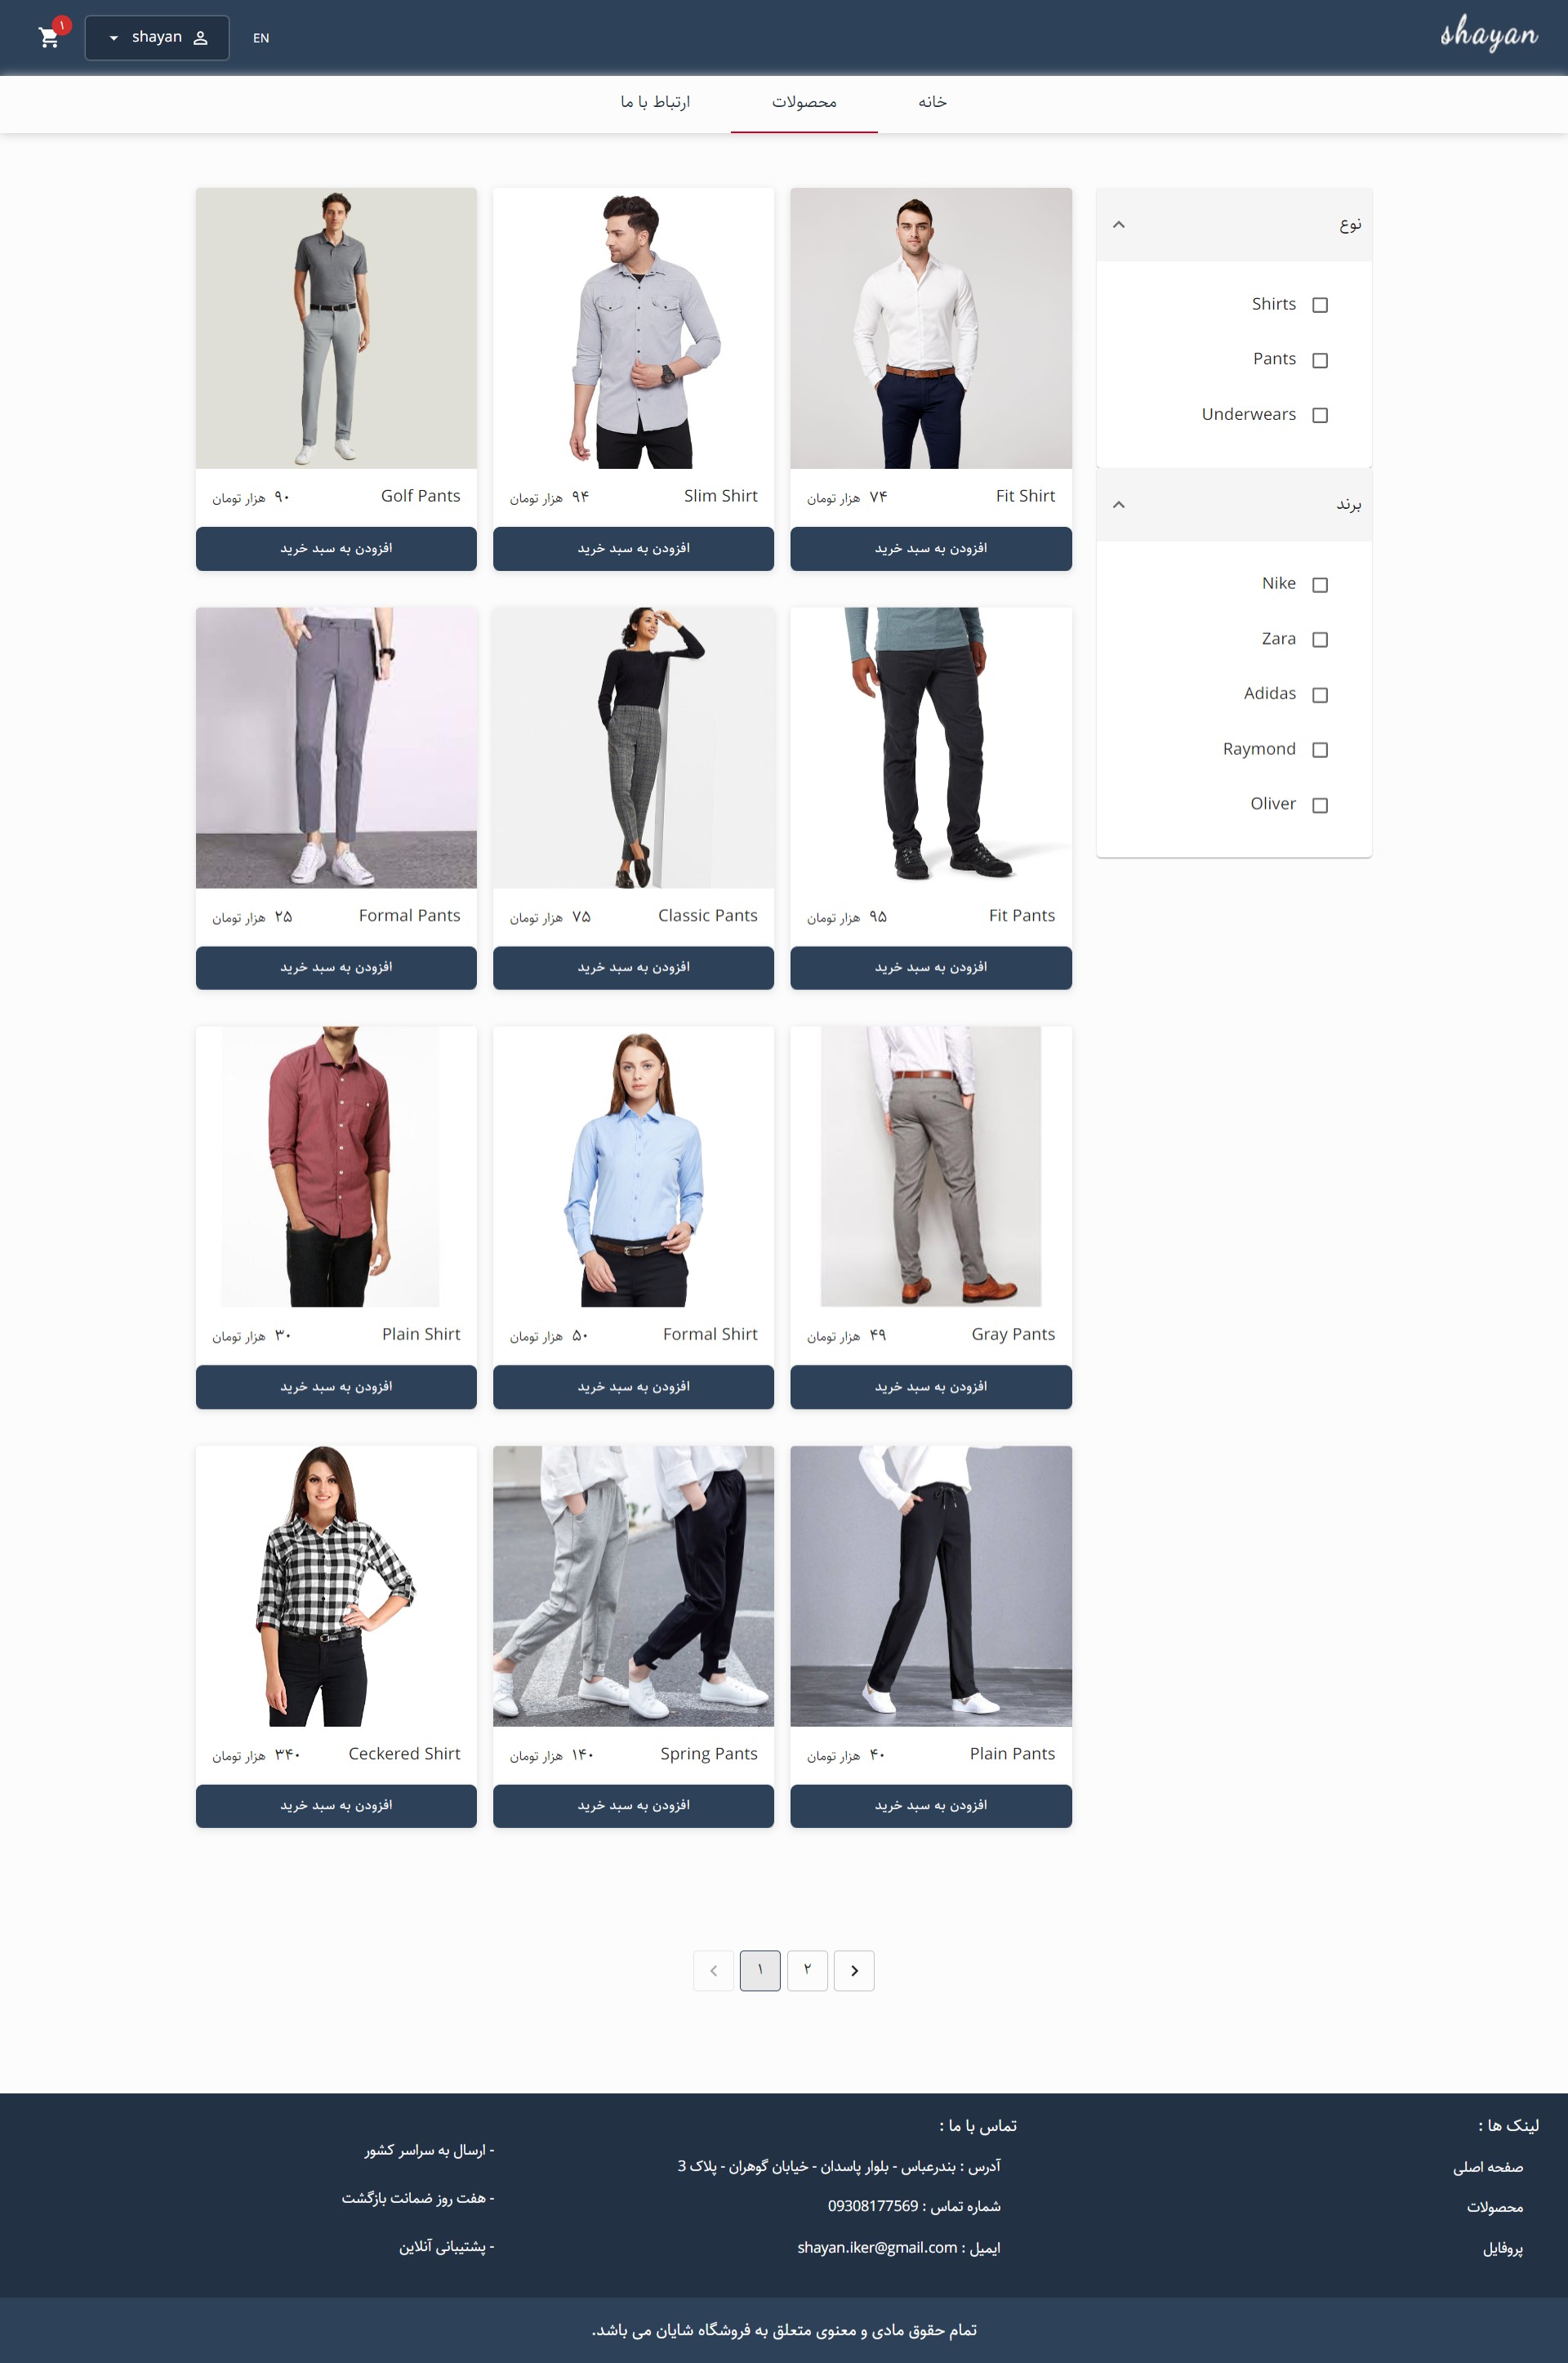 shayan
EN
shayan
۱
خانه
محصولات
ارتباط با ما
نوع
Shirts
Pants
Underwears
برند
Nike
Zara
Adidas
Raymond
Oliver
Fit Shirt
۷۴ هزار تومان
افزودن به سبد خرید
Slim Shirt
۹۴ هزار تومان
افزودن به سبد خرید
Golf Pants
۹۰ هزار تومان
افزودن به سبد خرید
Fit Pants
۹۵ هزار تومان
افزودن به سبد خرید
Classic Pants
۷۵ هزار تومان
افزودن به سبد خرید
Formal Pants
۲۵ هزار تومان
افزودن به سبد خرید
Gray Pants
۴۹ هزار تومان
افزودن به سبد خرید
Formal Shirt
۵۰ هزار تومان
افزودن به سبد خرید
Plain Shirt
۳۰ هزار تومان
افزودن به سبد خرید
Plain Pants
۴۰ هزار تومان
افزودن به سبد خرید
Spring Pants
۱۴۰ هزار تومان
افزودن به سبد خرید
Ceckered Shirt
۳۴۰ هزار تومان
افزودن به سبد خرید
۱
۲
لینک ها :
صفحه اصلی
محصولات
پروفایل
تماس با ما :
آدرس : بندرعباس - بلوار پاسدان - خیابان گوهران - پلاک 3
شماره تماس : 09308177569
ایمیل : shayan.iker@gmail.com
- ارسال به سراسر کشور
- هفت روز ضمانت بازگشت
- پشتیبانی آنلاین
تمام حقوق مادی و معنوی متعلق به فروشگاه شایان می باشد.